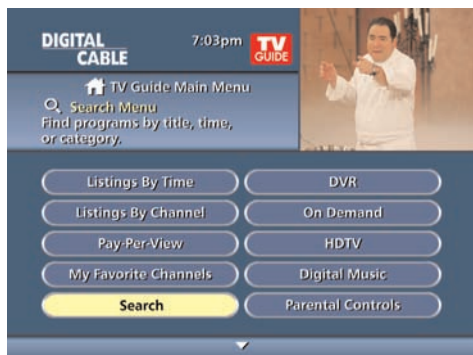 DIGITAL
CABLE
7:03pm
TV
GUIDE
TV Guide Main Menu
Search Menu
Find programs by title, time,
or category.
Listings By Time
DVR
Listings By Channel
On Demand
Pay-Per-View
HDTV
My Favorite Channels
Digital Music
Search
Parental Controls